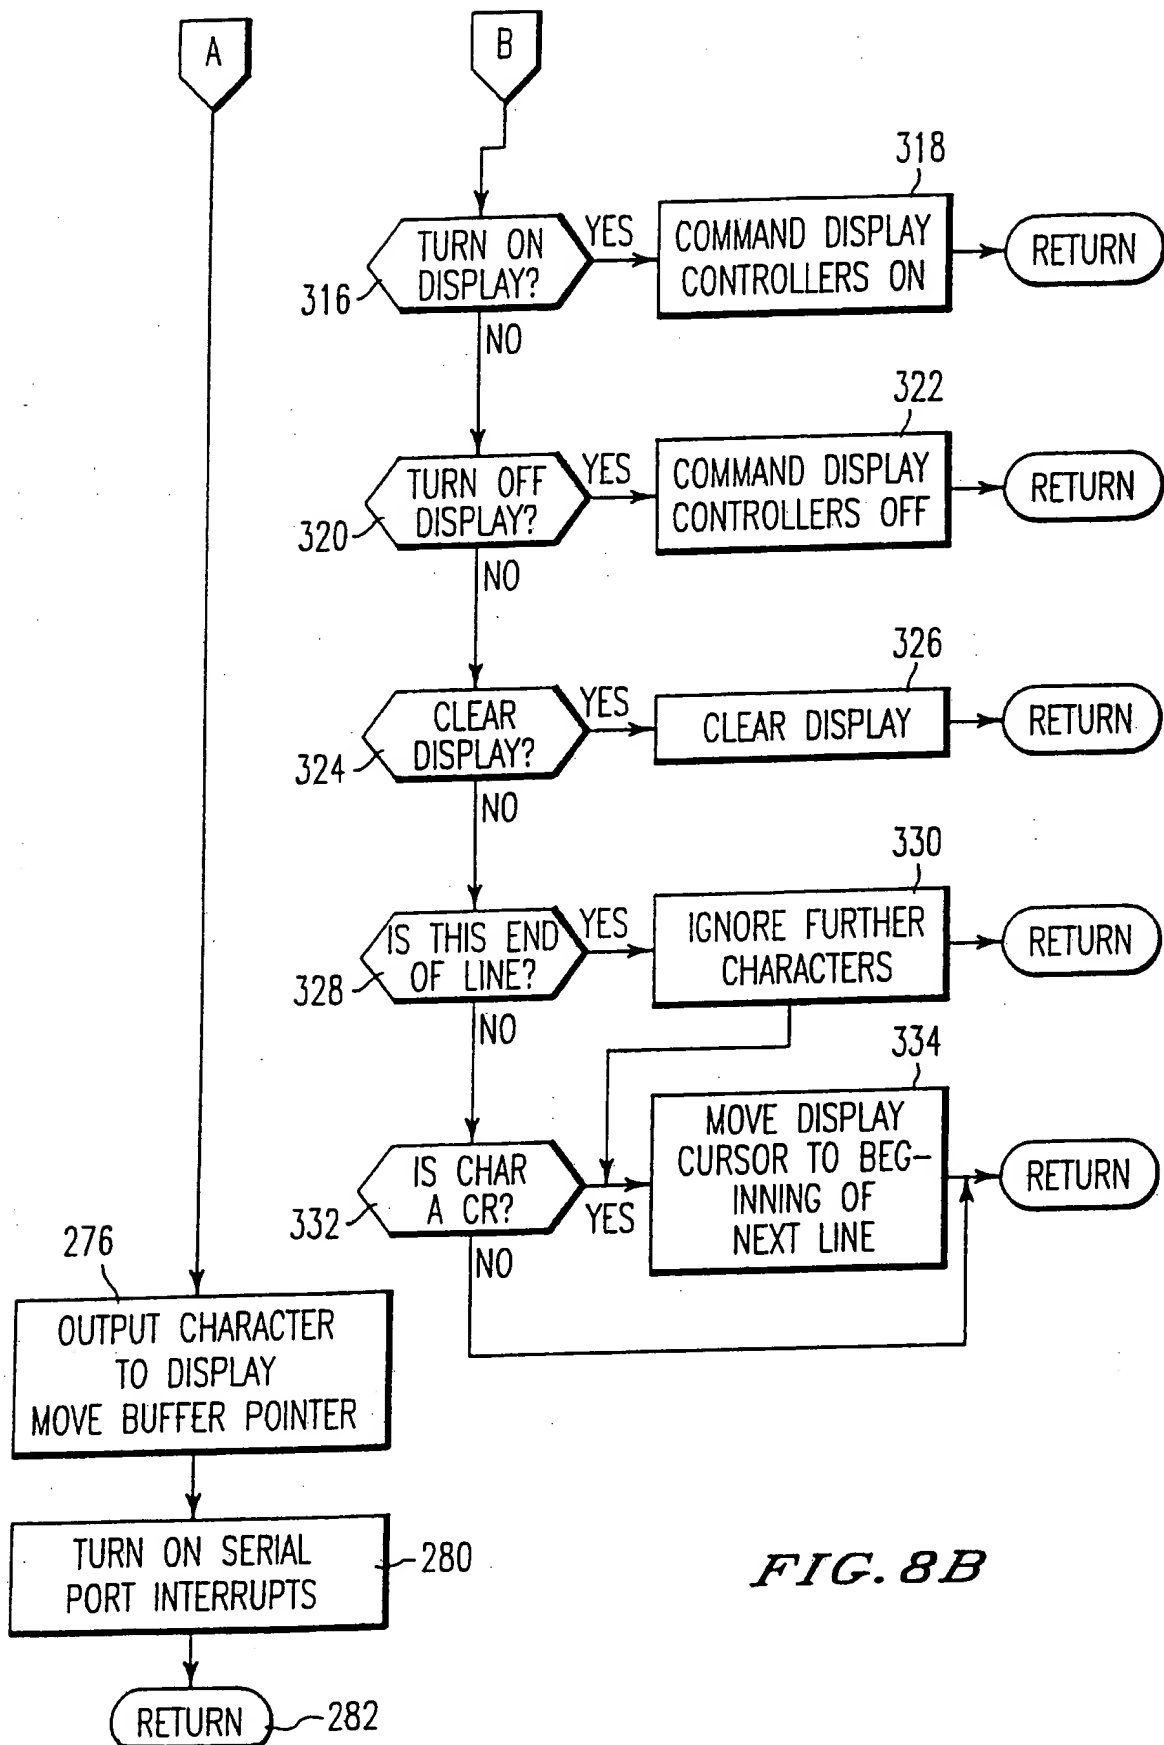 A
B
318
TURN ON
DISPLAY?
YES
COMMAND DISPLAY
CONTROLLERS ON
RETURN
316
NO
322
TURN OFF
DISPLAY?
YES
COMMAND DISPLAY
CONTROLLERS OFF
RETURN
320
NO
326
CLEAR
DISPLAY?
YES
CLEAR DISPLAY
RETURN
324
NO
330
IS THIS END
OF LINE?
YES
IGNORE FURTHER
CHARACTERS
RETURN
328
NO
334
IS CHAR
A CR?
YES
MOVE DISPLAY
CURSOR TO BEG-
INNING OF
NEXT LINE
RETURN
332
NO
276
OUTPUT CHARACTER
TO DISPLAY
MOVE BUFFER POINTER
TURN ON SERIAL
PORT INTERRUPTS
280
RETURN
282
FIG. 8B